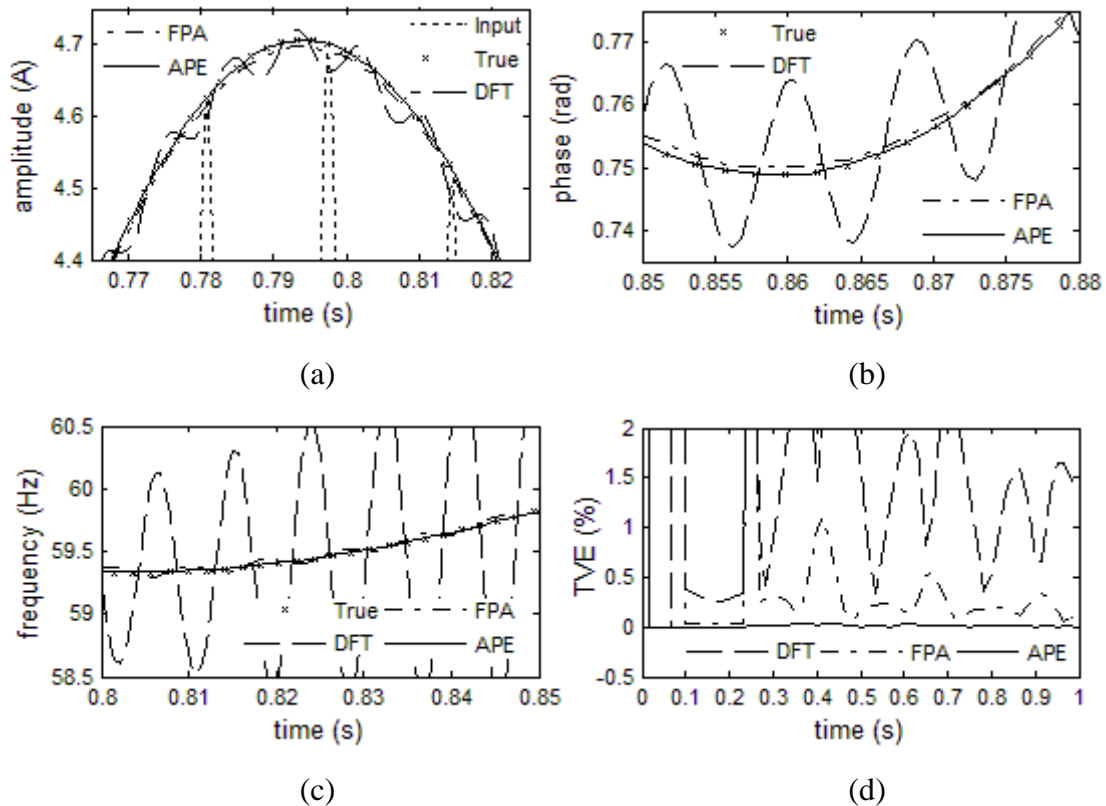 FPA
APE
Input
True
DFT
4.7
4.6
4.5
4.4
amplitude (A)
0.77 0.78 0.79 0.8 0.81 0.82
time (s)
(a)
True
DFT
FPA
APE
0.77
0.76
0.75
0.74
phase (rad)
0.85 0.855 0.86 0.865 0.87 0.875 0.88
time (s)
(b)
60.5
60
59.5
59
58.5
frequency (Hz)
True FPA
DFT APE
0.8 0.81 0.82 0.83 0.84 0.85
time (s)
(c)
2
1.5
1
0.5
0
-0.5
TVE (%)
DFT FPA APE
0 0.1 0.2 0.3 0.4 0.5 0.6 0.7 0.8 0.9 1
time (s)
(d)